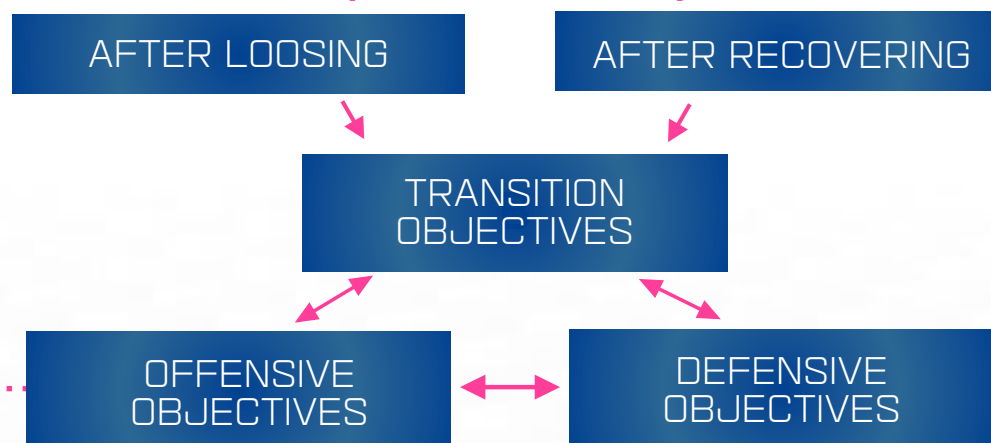 AFTER LOOSING
AFTER RECOVERING
TRANSITION
OBJECTIVES
OFFENSIVE
OBJECTIVES
DEFENSIVE
OBJECTIVES